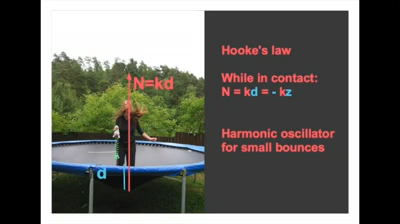 N=kd
d
Hooke's law
While in contact:
N = kd = - kz
Harmonic oscillator
for small bounces